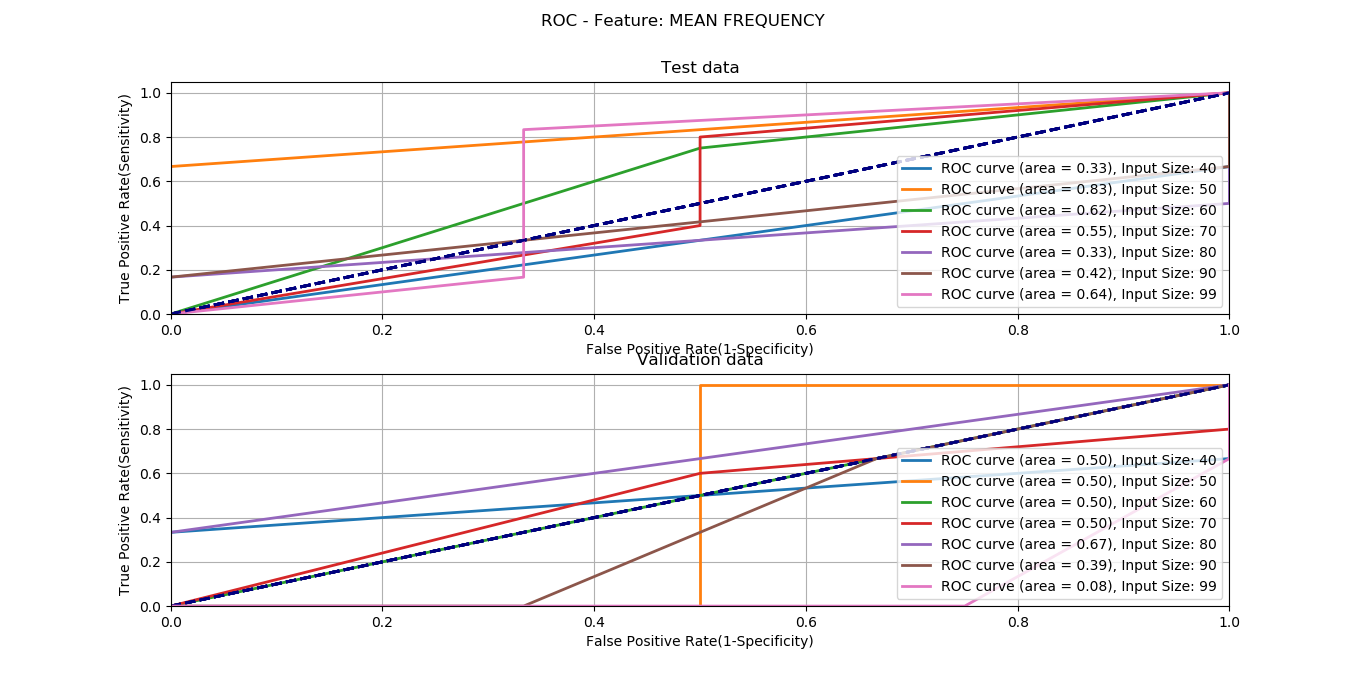 ROC - Feature: MEAN FREQUENCY
Test data
True Positive Rate(Sensitivity)
1.0
0.8
0.6
0.4
0.2
0.0
ROC curve (area = 0.33), Input Size: 40
ROC curve (area = 0.83), Input Size: 50
ROC curve (area = 0.62), Input Size: 60
ROC curve (area = 0.55), Input Size: 70
ROC curve (area = 0.33), Input Size: 80
ROC curve (area = 0.42), Input Size: 90
ROC curve (area = 0.64), Input Size: 99
0.0 0.2 0.4 0.6 0.8 1.0
False Positive Rate(1-Specificity)
Validation data
True Positive Rate(Sensitivity)
1.0
0.8
0.6
0.4
0.2
0.0
ROC curve (area = 0.50), Input Size: 40
ROC curve (area = 0.50), Input Size: 50
ROC curve (area = 0.50), Input Size: 60
ROC curve (area = 0.50), Input Size: 70
ROC curve (area = 0.67), Input Size: 80
ROC curve (area = 0.39), Input Size: 90
ROC curve (area = 0.08), Input Size: 99
0.0 0.2 0.4 0.6 0.8 1.0
False Positive Rate(1-Specificity)